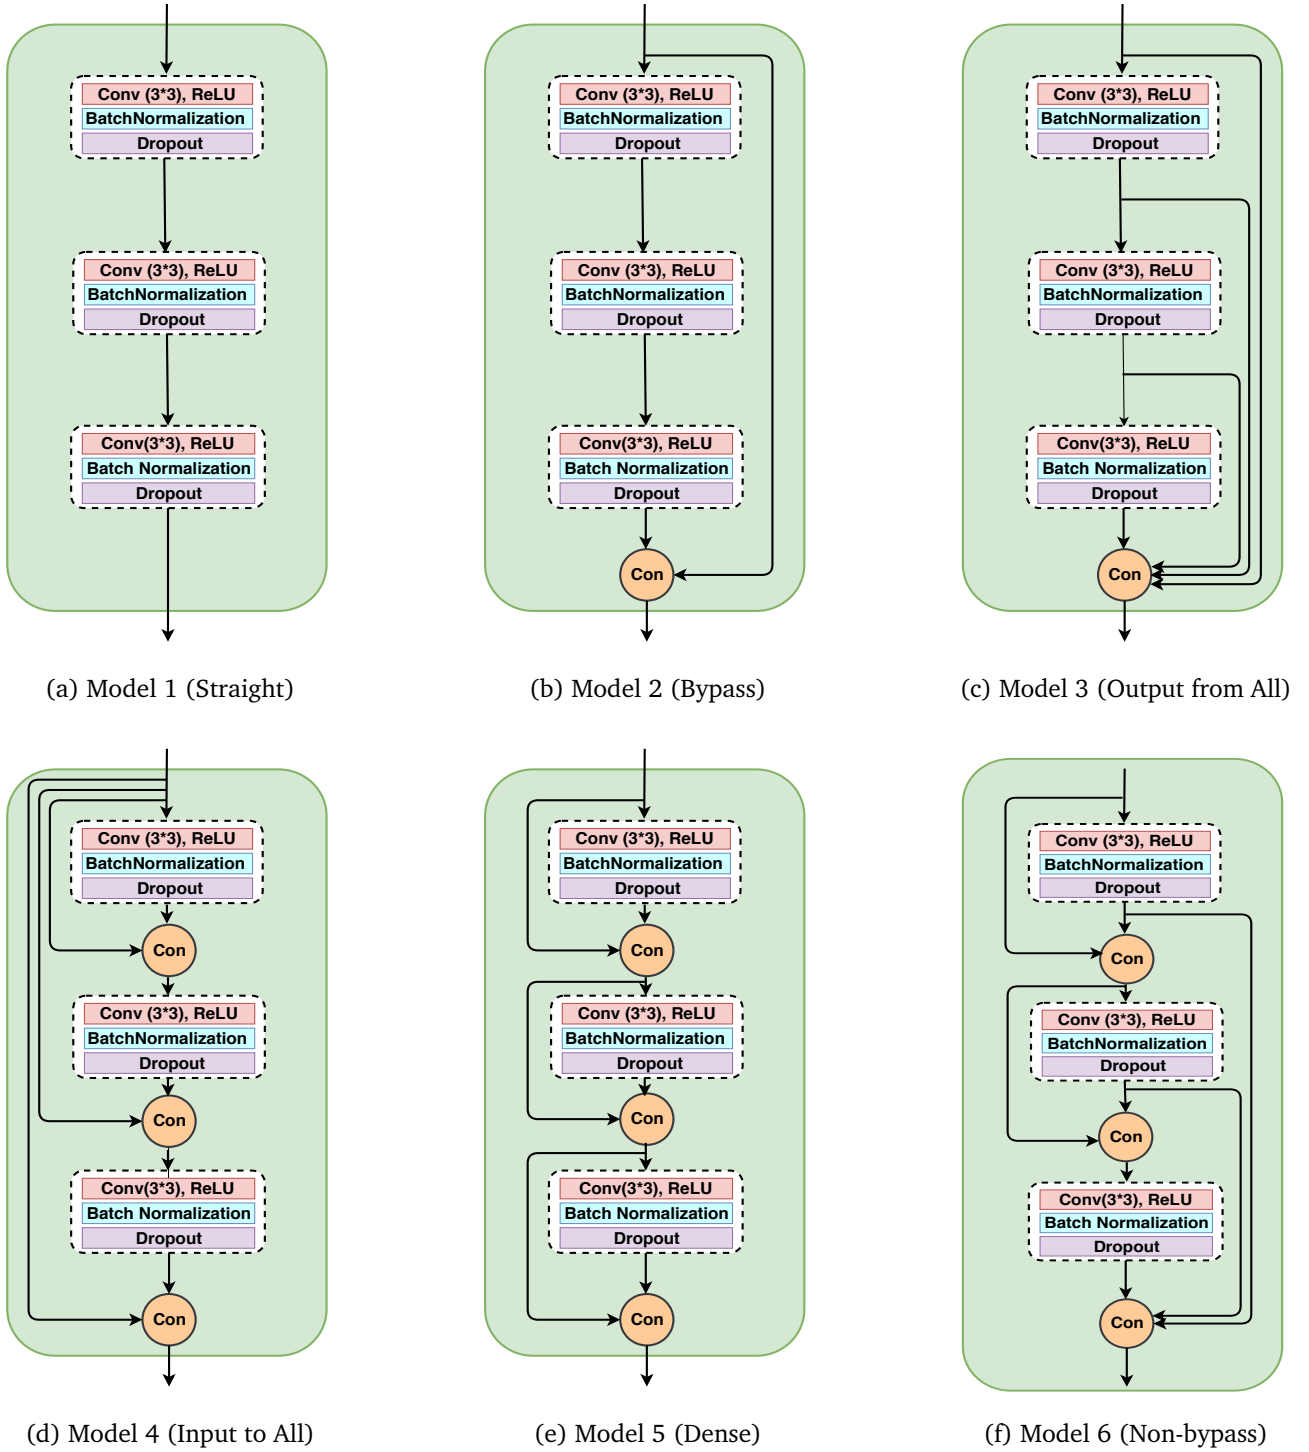 Conv (3*3), ReLU
BatchNormalization
Dropout
Conv (3*3), ReLU
BatchNormalization
Dropout
Conv(3*3), ReLU
Batch Normalization
Dropout
(a) Model 1 (Straight)
Conv (3*3), ReLU
BatchNormalization
Dropout
Conv (3*3), ReLU
BatchNormalization
Dropout
Conv(3*3), ReLU
Batch Normalization
Dropout
Con
(b) Model 2 (Bypass)
Conv (3*3), ReLU
BatchNormalization
Dropout
Conv (3*3), ReLU
BatchNormalization
Dropout
Conv(3*3), ReLU
Batch Normalization
Dropout
Con
(c) Model 3 (Output from All)
Conv (3*3), ReLU
BatchNormalization
Dropout
Con
Conv (3*3), ReLU
BatchNormalization
Dropout
Con
Conv(3*3), ReLU
Batch Normalization
Dropout
Con
(d) Model 4 (Input to All)
Conv (3*3), ReLU
BatchNormalization
Dropout
Con
Conv (3*3), ReLU
BatchNormalization
Dropout
Con
Conv(3*3), ReLU
Batch Normalization
Dropout
Con
(e) Model 5 (Dense)
Conv (3*3), ReLU
BatchNormalization
Dropout
Con
Conv (3*3), ReLU
BatchNormalization
Dropout
Con
Conv(3*3), ReLU
Batch Normalization
Dropout
Con
(f) Model 6 (Non-bypass)